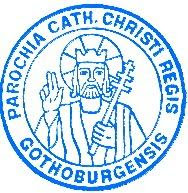 PAROCHIA CATH. CHRISTI REGIS
GOTHOBURGENSIS